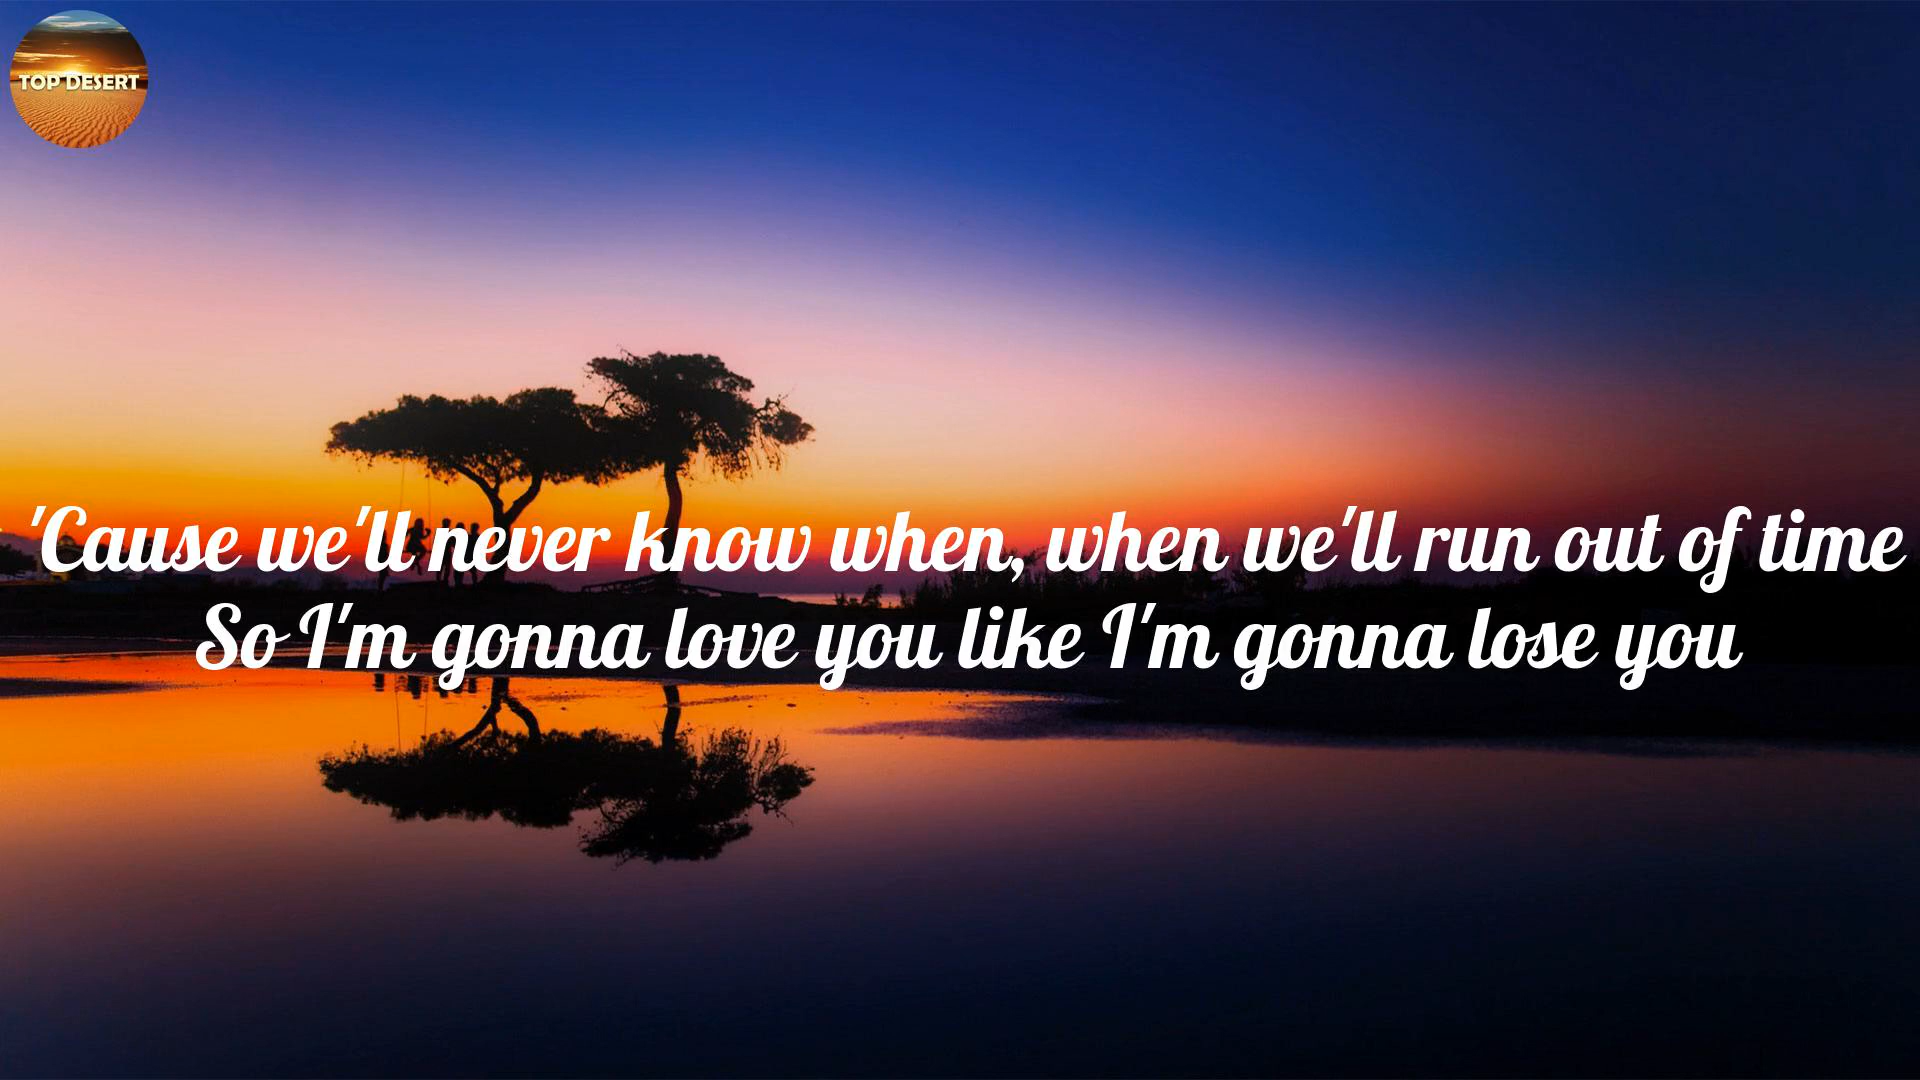 TOP DESERT
'Cause we'll never know when, when we'll run out of time
So I'm gonna love you like I'm gonna lose you